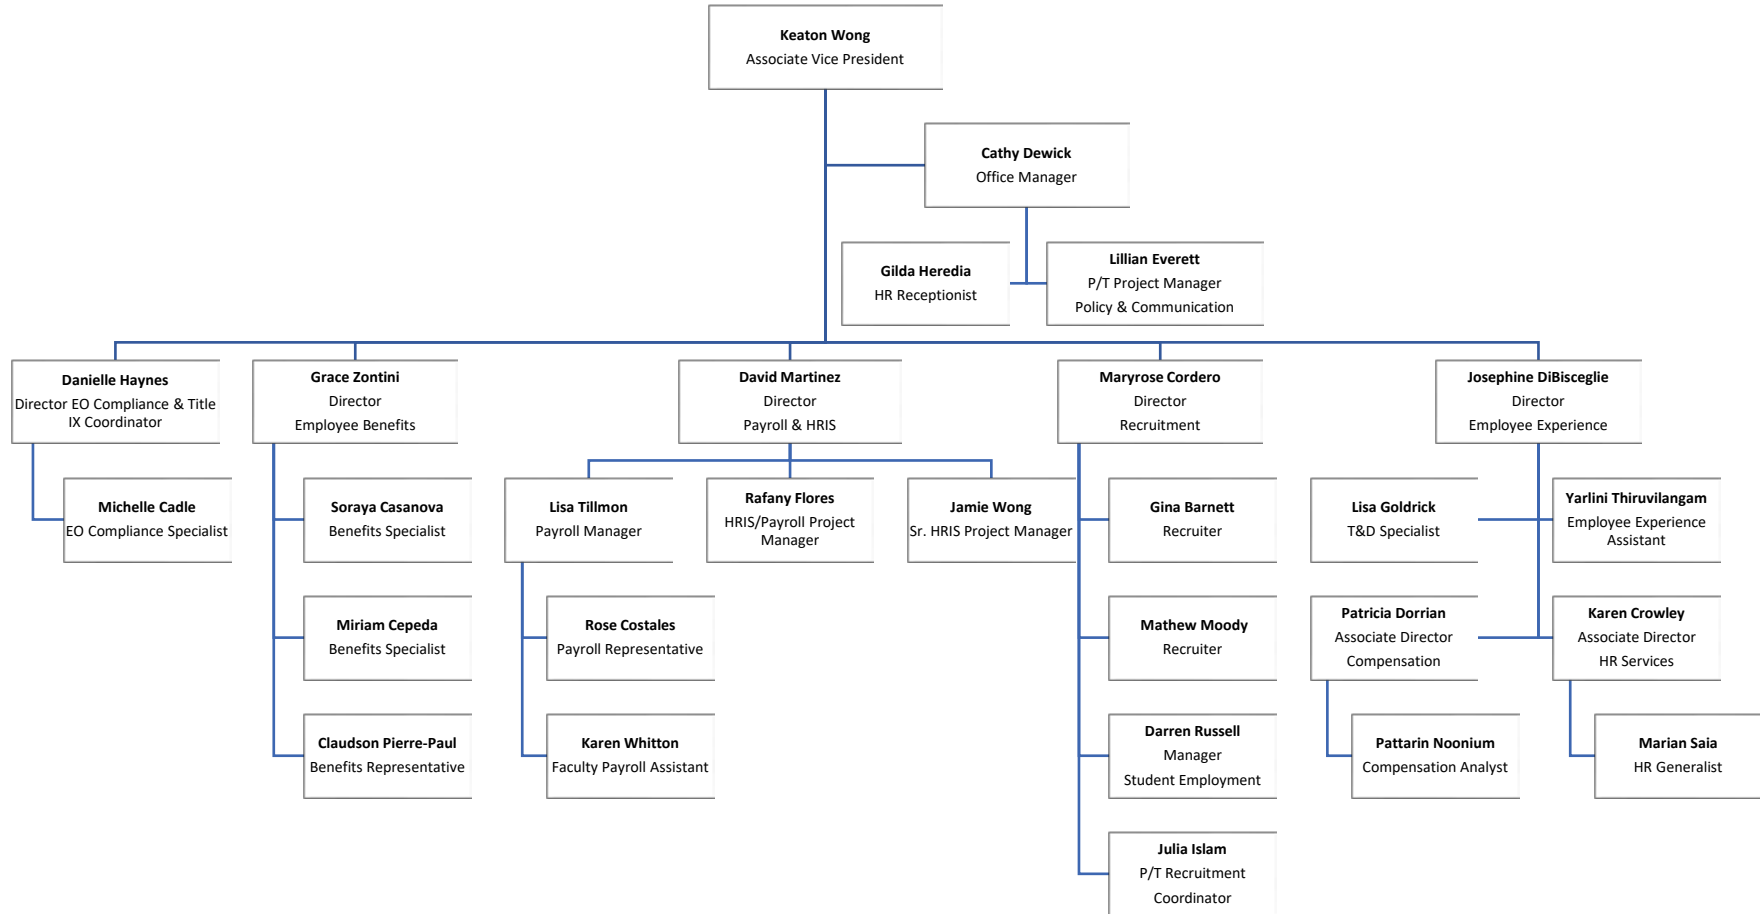 Keaton Wong
Associate Vice President
Cathy Dewick
Office Manager
Gilda Heredia
HR Receptionist
Lillian Everett
P/T Project Manager
Policy & Communication
Danielle Haynes
Director EO Compliance & Title
IX Coordinator
Grace Zontini
Director
Employee Benefits
David Martinez
Director
Payroll & HRIS
Maryrose Cordero
Director
Recruitment
Josephine DiBisceglie
Director
Employee Experience
Michelle Cadle
EO Compliance Specialist
Soraya Casanova
Benefits Specialist
Lisa Tillmon
Payroll Manager
Rafany Flores
HRIS/Payroll Project
Manager
Jamie Wong
Sr. HRIS Project Manager
Gina Barnett
Recruiter
Lisa Goldrick
T&D Specialist
Yarlini Thiruvilangam
Employee Experience
Assistant
Miriam Cepeda
Benefits Specialist
Rose Costales
Payroll Representative
Mathew Moody
Recruiter
Patricia Dorrian
Associate Director
Compensation
Karen Crowley
Associate Director
HR Services
Claudson Pierre-Paul
Benefits Representative
Karen Whitton
Faculty Payroll Assistant
Darren Russell
Manager
Student Employment
Pattarin Noonium
Compensation Analyst
Marian Saia
HR Generalist
Julia Islam
P/T Recruitment
Coordinator